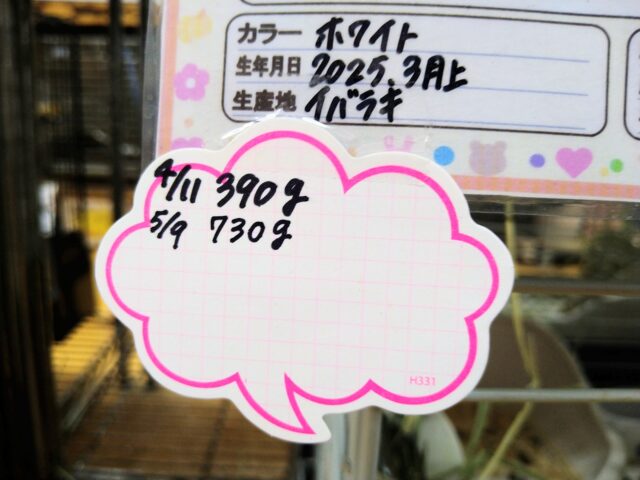 カラー ホワイト
生年月日 2025.3月上
生産地 イバラキ
4/11 390g
5/9 730g
H331